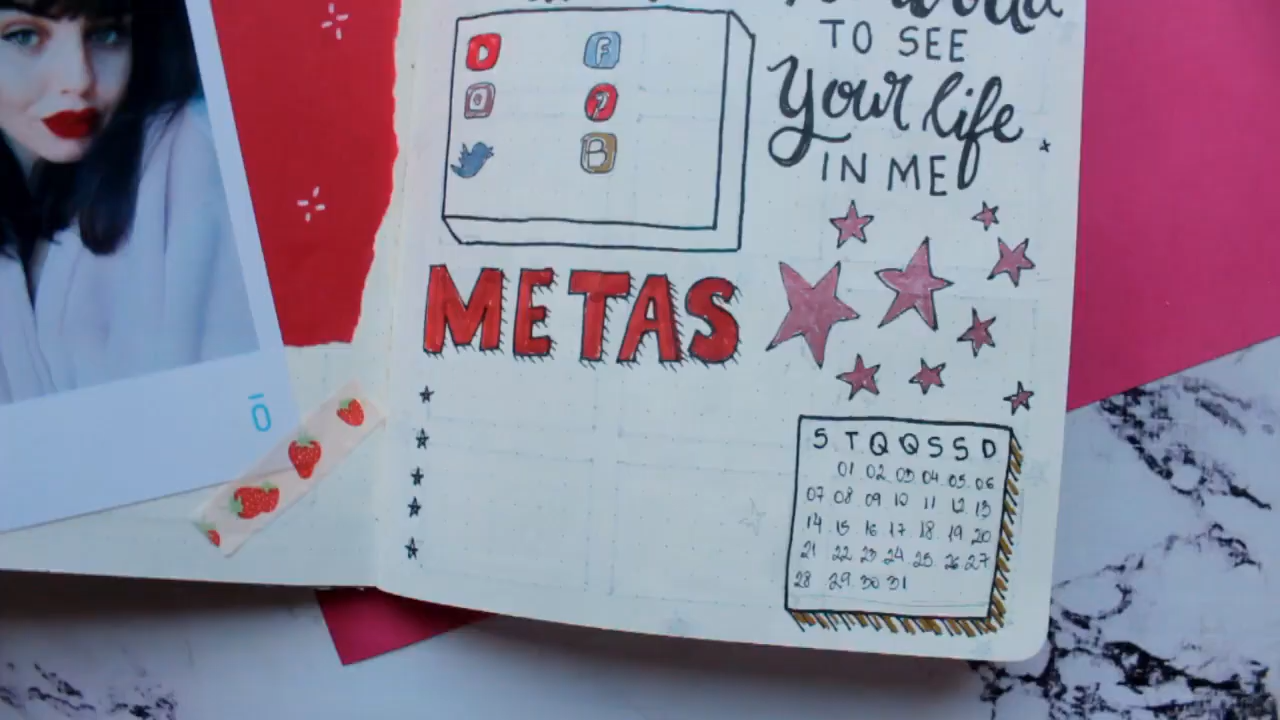 TO SEE
Your life
IN ME
F
P
B
METAS
S T Q Q S S D
01 02 03 04 05 06
07 08 09 10 11 12 13
14 15 16 17 18 19 20
21 22 23 24 25 26 27
28 29 30 31
Ō